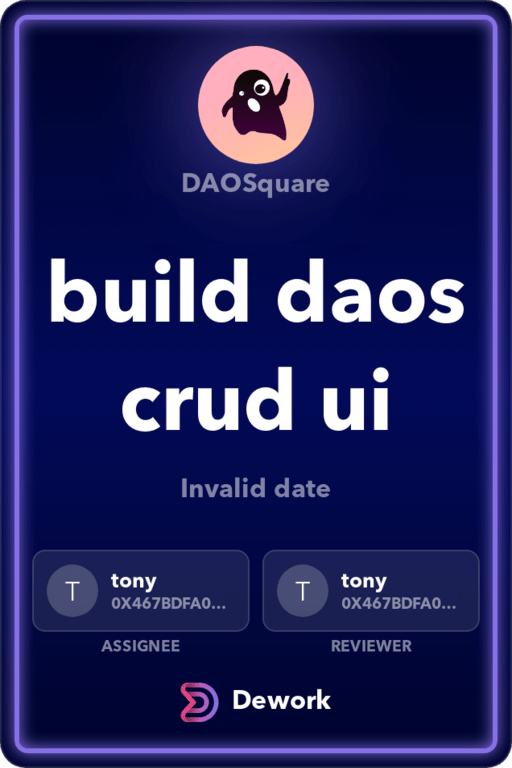 DAOSquare
build daos
crud ui
Invalid date
T tony
0X467BDFA0...
T tony
0X467BDFA0...
ASSIGNEE
REVIEWER
Dework